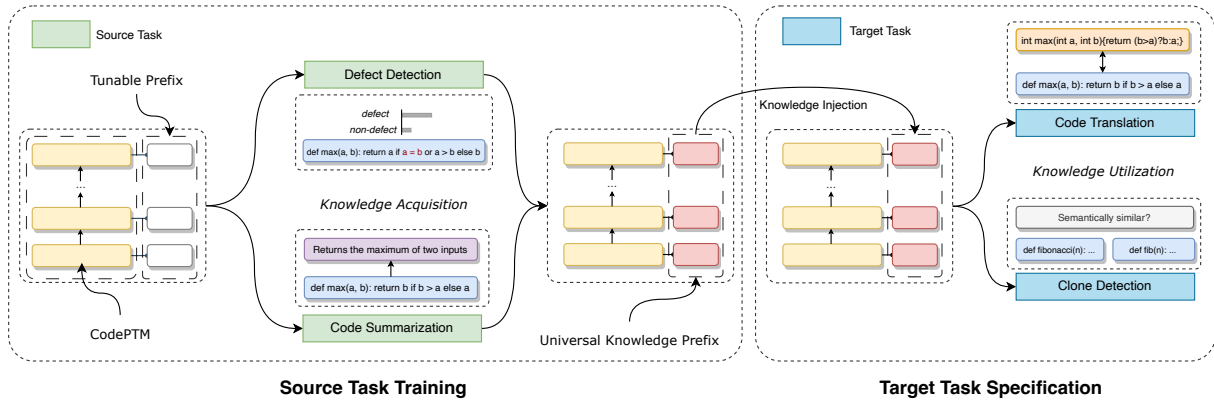 Source Task
Tunable Prefix
...
CodePTM
Defect Detection
defect
non-defect
def max(a, b): return a if a = b or a > b else b
Knowledge Acquisition
Returns the maximum of two inputs
def max(a, b): return b if b > a else a
Code Summarization
...
Universal Knowledge Prefix
Source Task Training
Knowledge Injection
...
Target Task
int max(int a, int b){return (b>a)?b:a;}
def max(a, b): return b if b > a else a
Code Translation
Knowledge Utilization
Semantically similar?
def fibonacci(n): ...
def fib(n): ...
Clone Detection
Target Task Specification